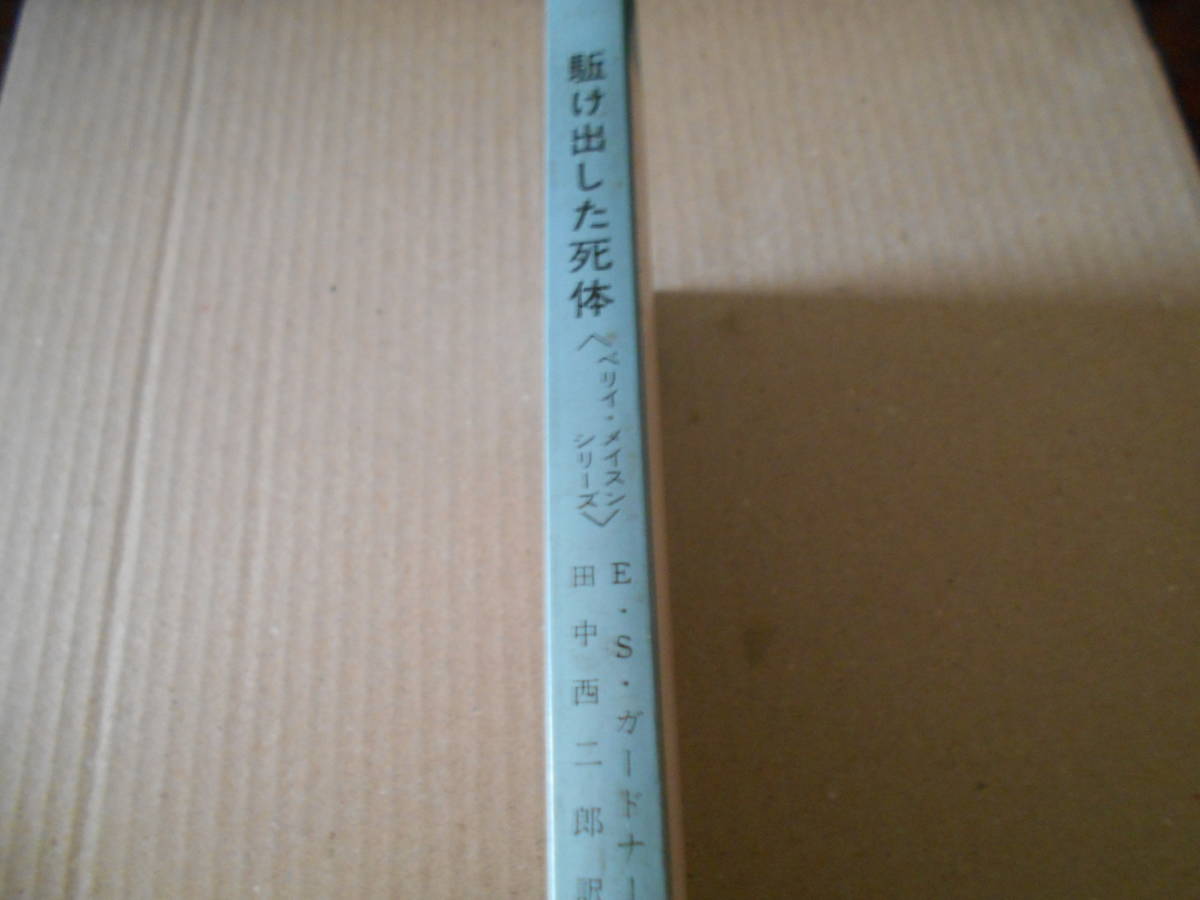 駈け出した死体
〈ペリイ・メイスン
シリーズ〉
E・S・ガードナー
田中西二郎訳